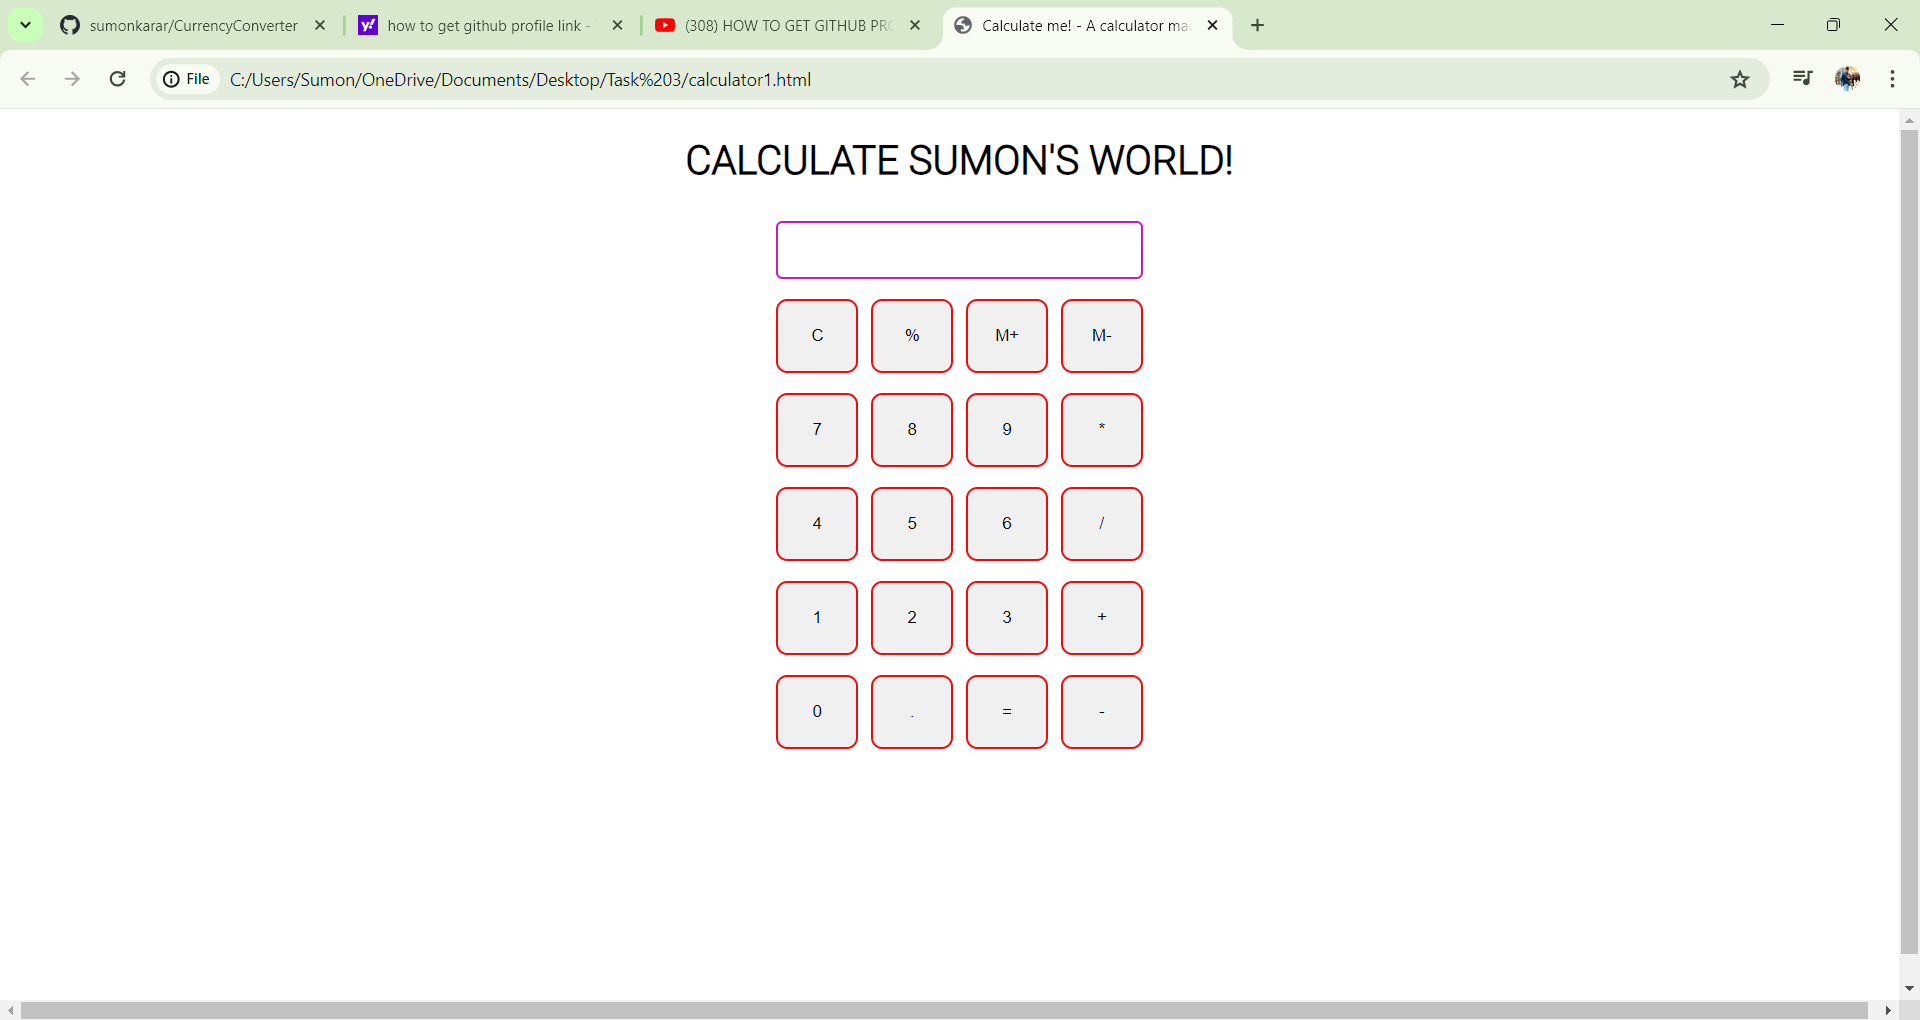 sumonkarar/CurrencyConverter
how to get github profile link -
(308) HOW TO GET GITHUB PRO
Calculate me! - A calculator ma
File C:/Users/Sumon/OneDrive/Documents/Desktop/Task%203/calculator1.html
CALCULATE SUMON'S WORLD!
C % M+ M-
7 8 9 *
4 5 6 /
1 2 3 +
0 . = -